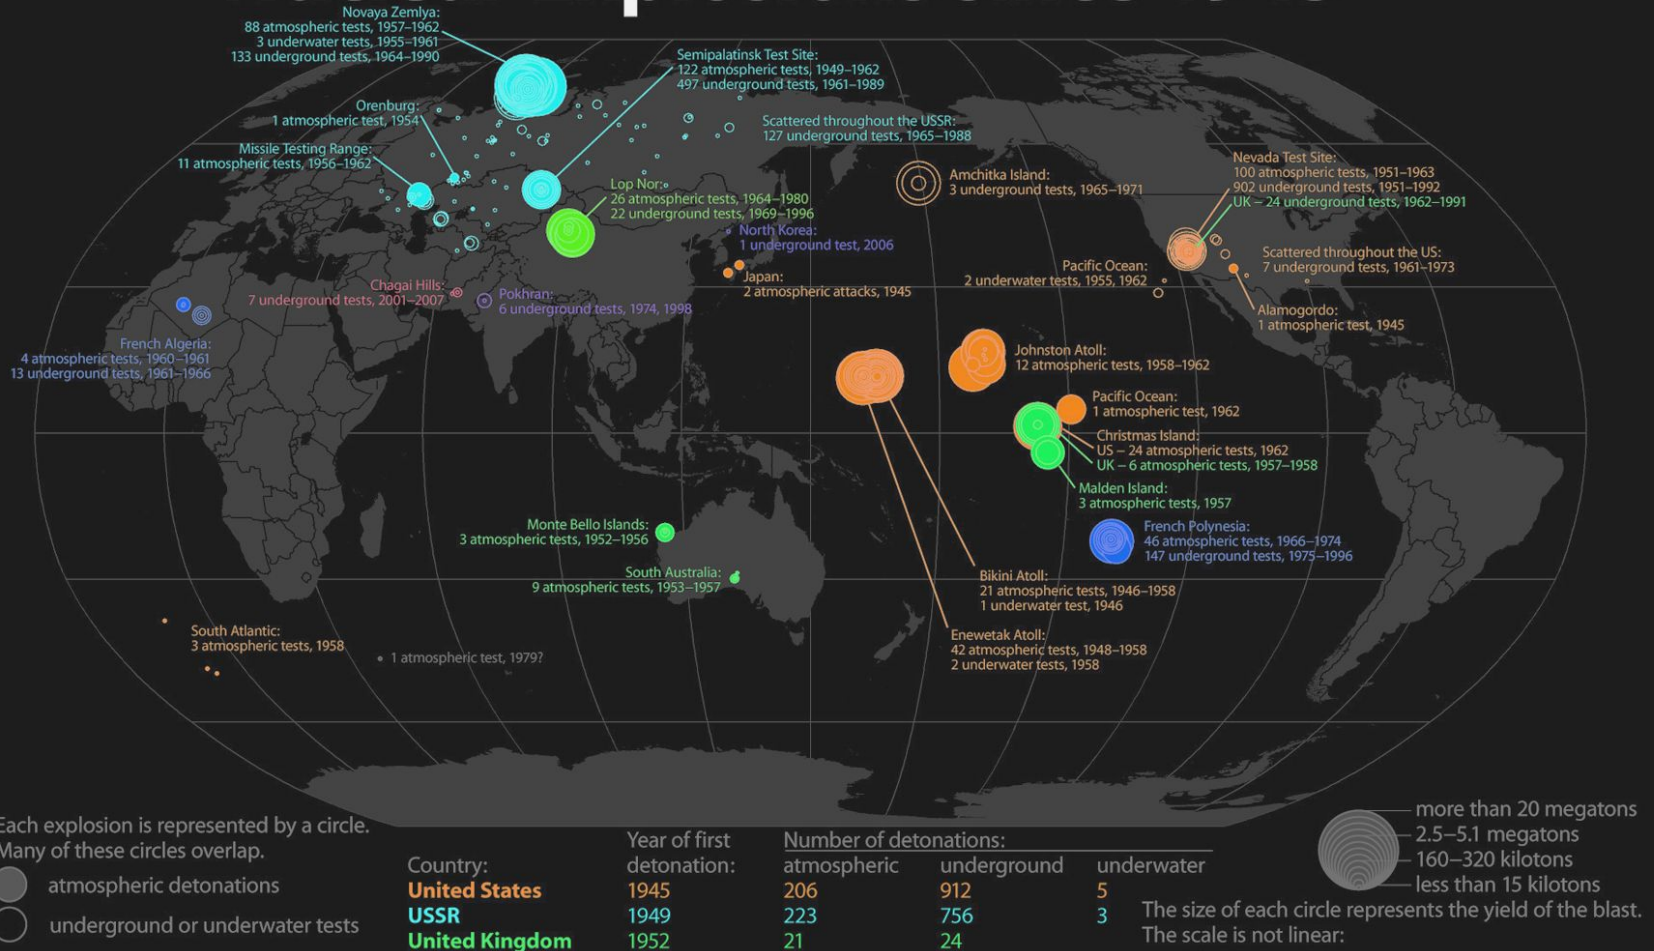 Novaya Zemlya:
88 atmospheric tests, 1957–1962
3 underwater tests, 1955–1961
133 underground tests, 1964–1990
Semipalatinsk Test Site:
122 atmospheric tests, 1949–1962
497 underground tests, 1961–1989
Orenburg:
1 atmospheric test, 1954
Scattered throughout the USSR:
127 underground tests, 1965–1988
Missile Testing Range:
11 atmospheric tests, 1956–1962
Lop Nor:
26 atmospheric tests, 1964–1980
22 underground tests, 1969–1996
Amchitka Island:
3 underground tests, 1965–1971
Nevada Test Site:
100 atmospheric tests, 1951–1963
902 underground tests, 1951–1992
UK – 24 underground tests, 1962–1991
North Korea:
1 underground test, 2006
Japan:
2 atmospheric attacks, 1945
Pacific Ocean:
2 underwater tests, 1955, 1962
Scattered throughout the US:
7 underground tests, 1961–1973
Chagai Hills:
7 underground tests, 2001–2007
Pokhran:
6 underground tests, 1974, 1998
Alamogordo:
1 atmospheric test, 1945
French Algeria:
4 atmospheric tests, 1960–1961
13 underground tests, 1961–1966
Johnston Atoll:
12 atmospheric tests, 1958–1962
Pacific Ocean:
1 atmospheric test, 1962
Christmas Island:
US – 24 atmospheric tests, 1962
UK – 6 atmospheric tests, 1957–1958
Malden Island:
3 atmospheric tests, 1957
Monte Bello Islands:
3 atmospheric tests, 1952–1956
French Polynesia:
46 atmospheric tests, 1966–1974
147 underground tests, 1975–1996
South Australia:
9 atmospheric tests, 1953–1957
Bikini Atoll:
21 atmospheric tests, 1946–1958
1 underwater test, 1946
South Atlantic:
3 atmospheric tests, 1958
1 atmospheric test, 1979?
Enewetak Atoll:
42 atmospheric tests, 1948–1958
2 underwater tests, 1958
Each explosion is represented by a circle.
Many of these circles overlap.
atmospheric detonations
underground or underwater tests
Year of first Number of detonations:
Country: detonation: atmospheric underground underwater
United States 1945 206 912 5
USSR 1949 223 756 3
United Kingdom 1952 21 24
more than 20 megatons
2.5–5.1 megatons
160–320 kilotons
less than 15 kilotons
The size of each circle represents the yield of the blast.
The scale is not linear: